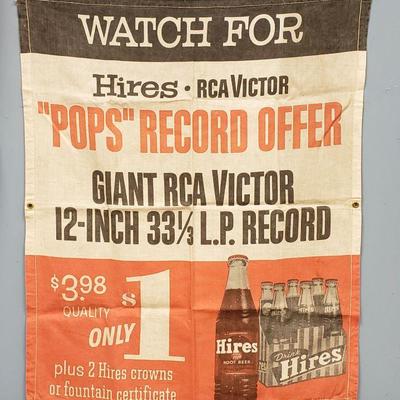 WATCH FOR
Hires • RCA VICTOR
"POPS" RECORD OFFER
GIANT RCA VICTOR
12-INCH 33⅓ L.P. RECORD
$3.98
QUALITY
ONLY $1
plus 2 Hires crowns
or fountain certificate
Hires
ROOT BEER
Drink
Hires